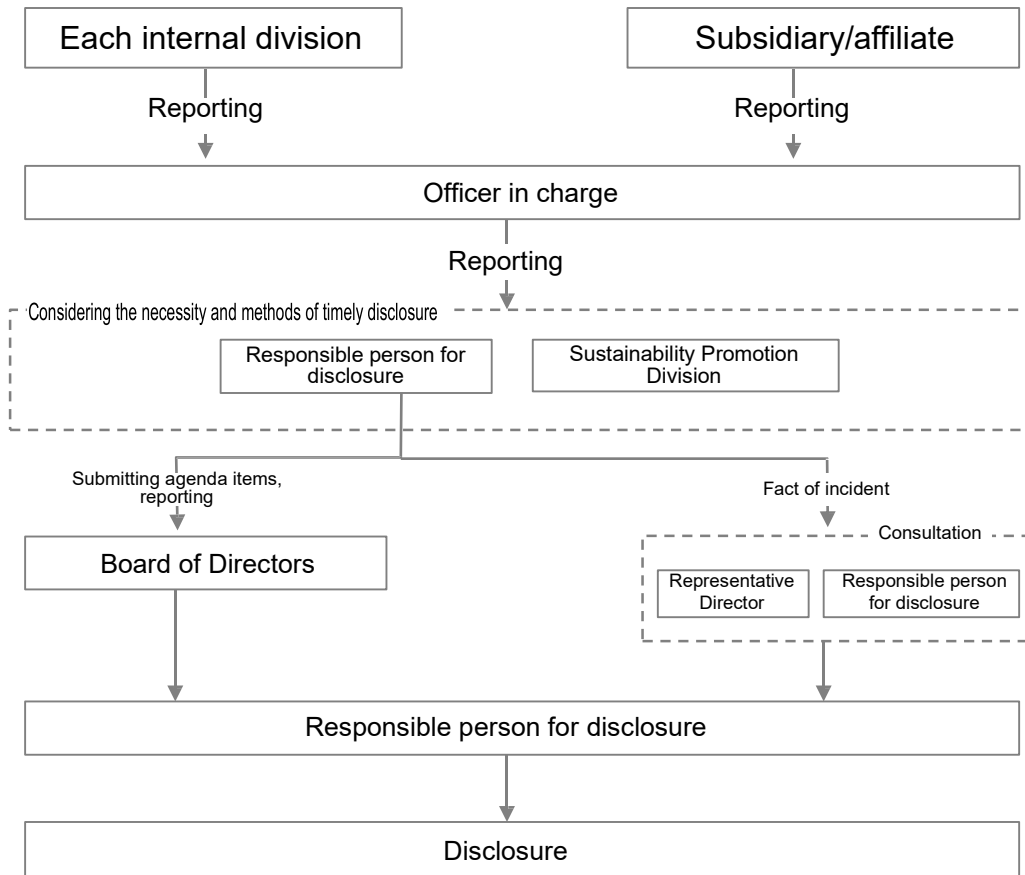 Each internal division
Subsidiary/affiliate
Reporting
Reporting
Officer in charge
Reporting
Considering the necessity and methods of timely disclosure
Responsible person for
disclosure
Sustainability Promotion
Division
Submitting agenda items,
reporting
Fact of incident
Board of Directors
Consultation
Representative
Director
Responsible person
for disclosure
Responsible person for disclosure
Disclosure